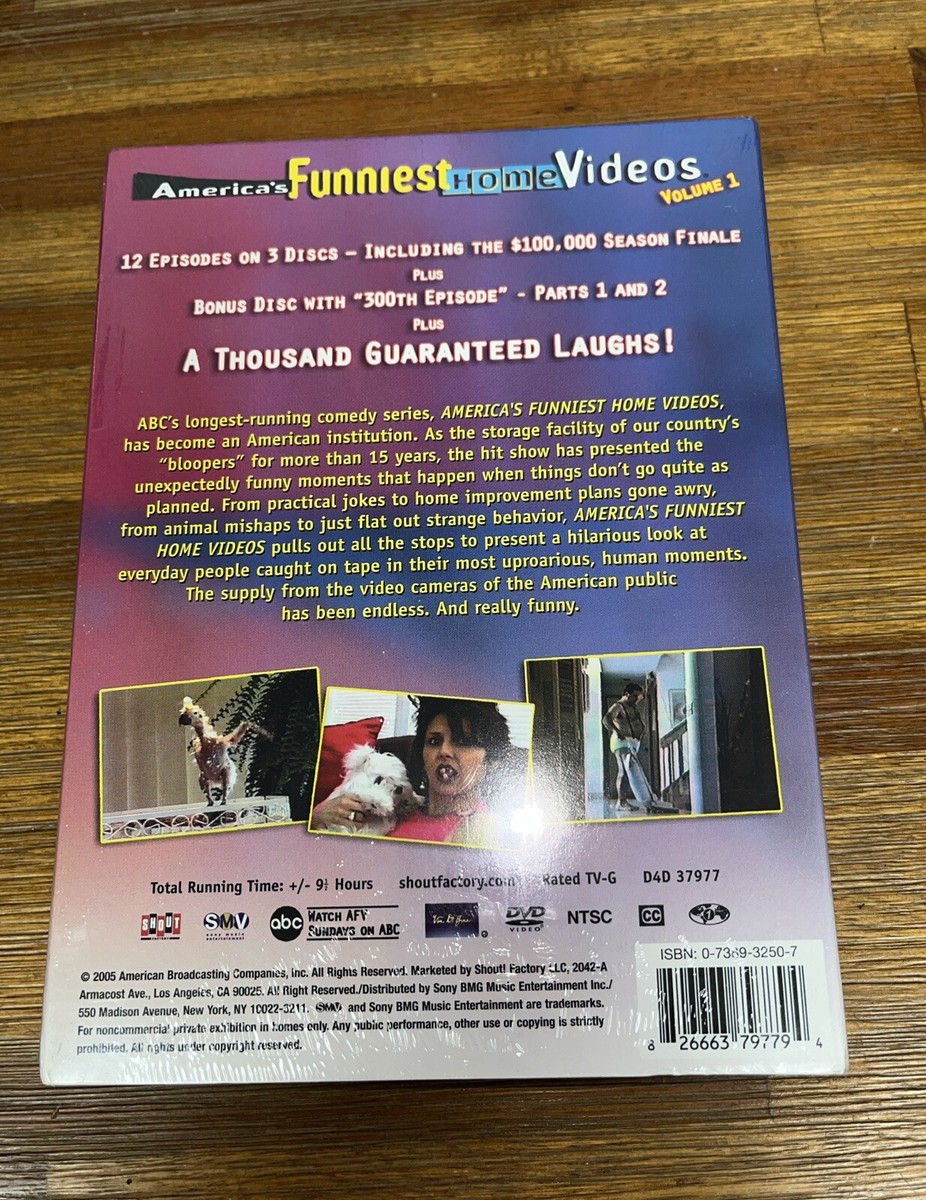 America's Funniest Home Videos
Volume 1
12 Episodes on 3 Discs – Including the $100,000 Season Finale
Plus
Bonus Disc with "300th Episode" - Parts 1 and 2
Plus
A Thousand Guaranteed Laughs!
ABC's longest-running comedy series, AMERICA'S FUNNIEST HOME VIDEOS,
has become an American institution. As the storage facility of our country's
"bloopers" for more than 15 years, the hit show has presented the
unexpectedly funny moments that happen when things don't go quite as
planned. From practical jokes to home improvement plans gone awry,
from animal mishaps to just flat out strange behavior, AMERICA'S FUNNIEST
HOME VIDEOS pulls out all the stops to present a hilarious look at
everyday people caught on tape in their most uproarious, human moments.
The supply from the video cameras of the American public
has been endless. And really funny.
Total Running Time: +/- 9½ Hours shoutfactory.com Rated TV-G D4D 37977
SHOUT SMV abc WATCH AFV DVD NTSC CC 1
sony music entertainment SUNDAYS ON ABC VIDEO
ISBN: 0-7389-3250-7
© 2005 American Broadcasting Companies, Inc. All Rights Reserved. Marketed by Shout! Factory LLC, 2042-A
Armacost Ave., Los Angeles, CA 90025. All Right Reserved./Distributed by Sony BMG Music Entertainment Inc./
550 Madison Avenue, New York, NY 10022-3211. SMV and Sony BMG Music Entertainment are trademarks.
For noncommercial private exhibition in homes only. Any public performance, other use or copying is strictly
prohibited. All rights under copyright reserved.
8 26663 79779 4